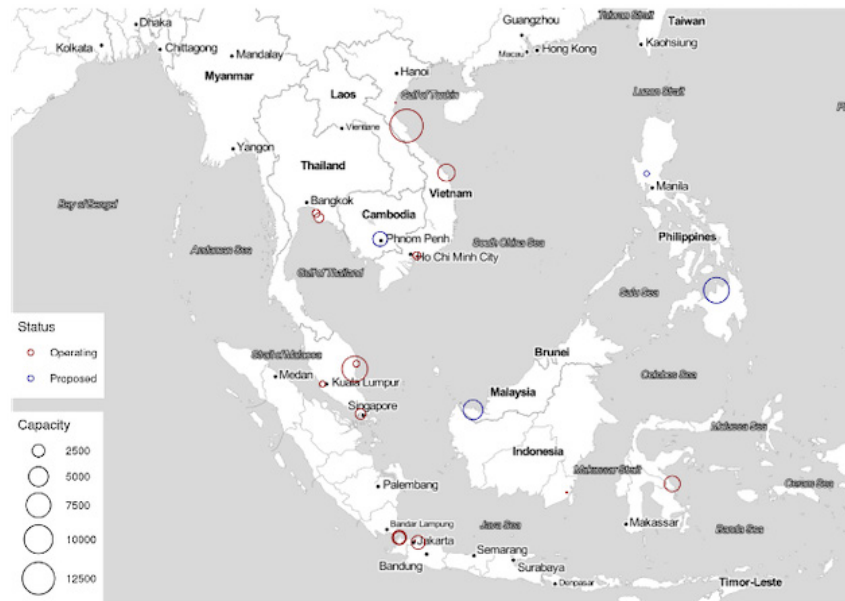 Guangzhou
Taiwan Strait
Taiwan
Dhaka
Kolkata
Chittagong
Mandalay
Macau
Hong Kong
Kaohsiung
Myanmar
Hanoi
Laos
Gulf of Tonkin
Luzon Strait
Vientiane
Yangon
Thailand
Vietnam
Manila
Bangkok
Bay of Bengal
Cambodia
Phnom Penh
South China Sea
Philippines
Andaman Sea
Ho Chi Minh City
Gulf of Thailand
Sulu Sea
Status
Operating
Proposed
Strait of Malacca
Brunei
Medan
Kuala Lumpur
Celebes Sea
Malaysia
Singapore
Capacity
2500
5000
7500
10000
12500
Molucca Sea
Indonesia
Makassar Strait
Palembang
Ceram Sea
Makassar
Bandar Lampung
Java Sea
Banda Sea
Jakarta
Bandung
Semarang
Surabaya
Denpasar
Timor-Leste